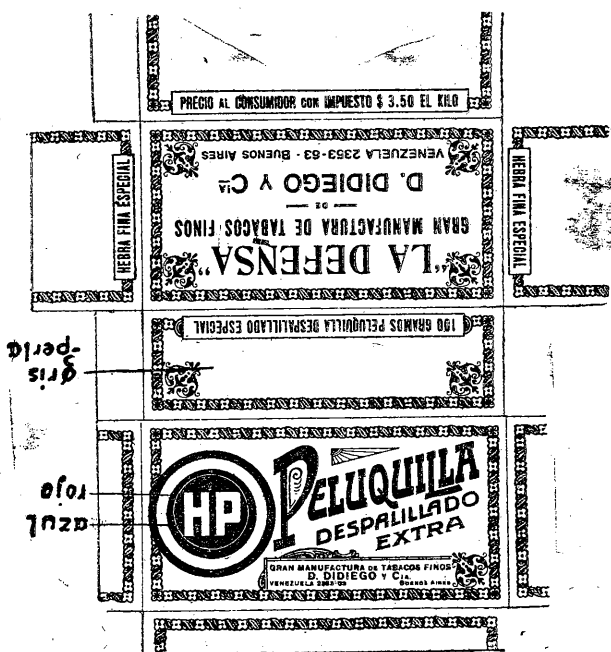 PRECIO AL CONSUMIDOR CON IMPUESTO $ 3.50 EL KILO
HEBRA FINA ESPECIAL
"LA DEFENSA"
GRAN MANUFACTURA DE TABACOS FINOS
DE
D. DIDIEGO Y Cia
VENEZUELA 2353-63 - BUENOS AIRES
HEBRA FINA ESPECIAL
100 GRAMOS PELUQUILLA DESPALILLADO ESPECIAL
gris
-perla
rojo
azul
HP
PELUQUILLA
DESPALILLADO
EXTRA
GRAN MANUFACTURA DE TABACOS FINOS
D. DIDIEGO Y Cia.
VENEZUELA 2353-63 BUENOS AIRES